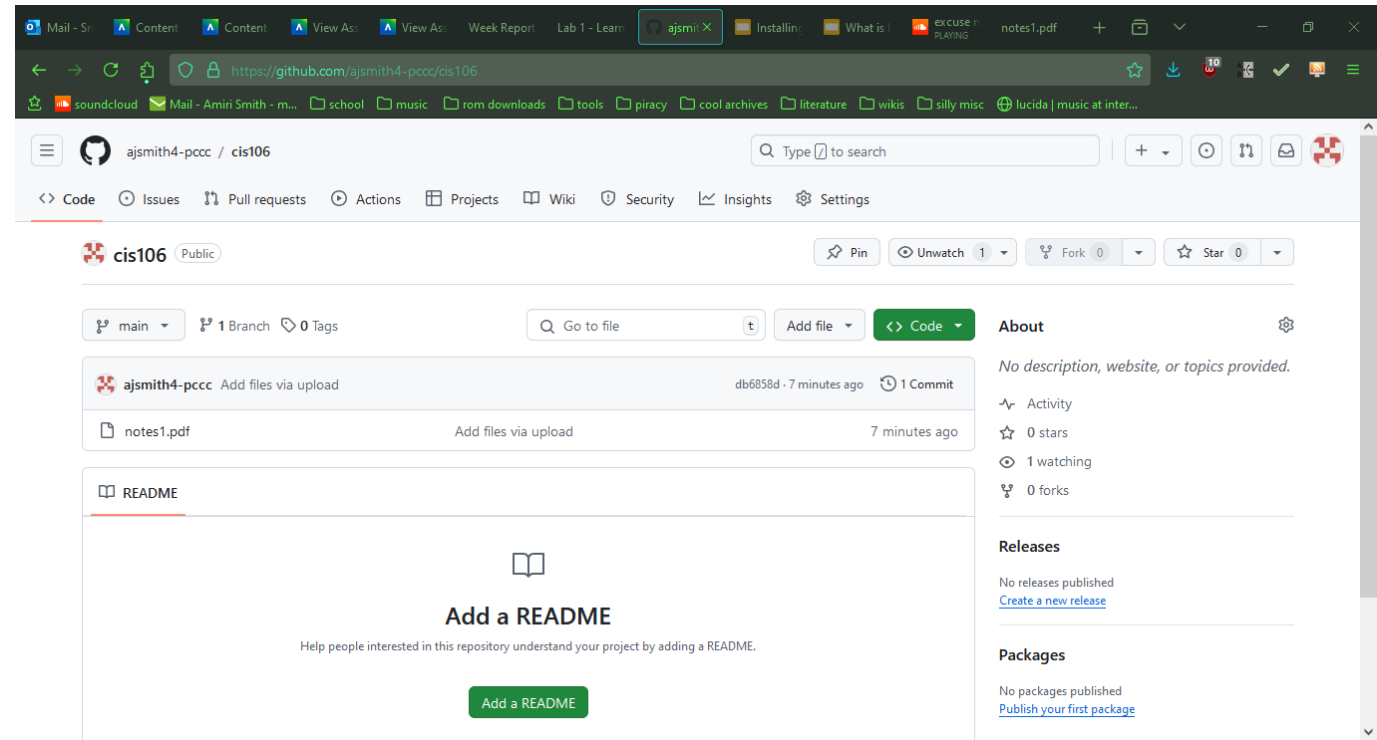 Mail - Sn Content Content View Ass View Ass Week Report Lab 1 - Learn ajsmit Installing What is excuse n PLAYING notes1.pdf
https://github.com/ajsmith4-pccc/cis106 10
soundcloud Mail - Amiri Smith - m... school music rom downloads tools piracy cool archives literature wikis silly misc lucida | music at inter...
ajsmith4-pccc / cis106 Type / to search
Code Issues Pull requests Actions Projects Wiki Security Insights Settings
cis106 Public Pin Unwatch 1 Fork 0 Star 0
main 1 Branch 0 Tags Go to file t Add file Code
ajsmith4-pccc Add files via upload db6858d · 7 minutes ago 1 Commit
notes1.pdf Add files via upload 7 minutes ago
README
Add a README
Help people interested in this repository understand your project by adding a README.
Add a README
About
No description, website, or topics provided.
Activity
0 stars
1 watching
0 forks
Releases
No releases published
Create a new release
Packages
No packages published
Publish your first package